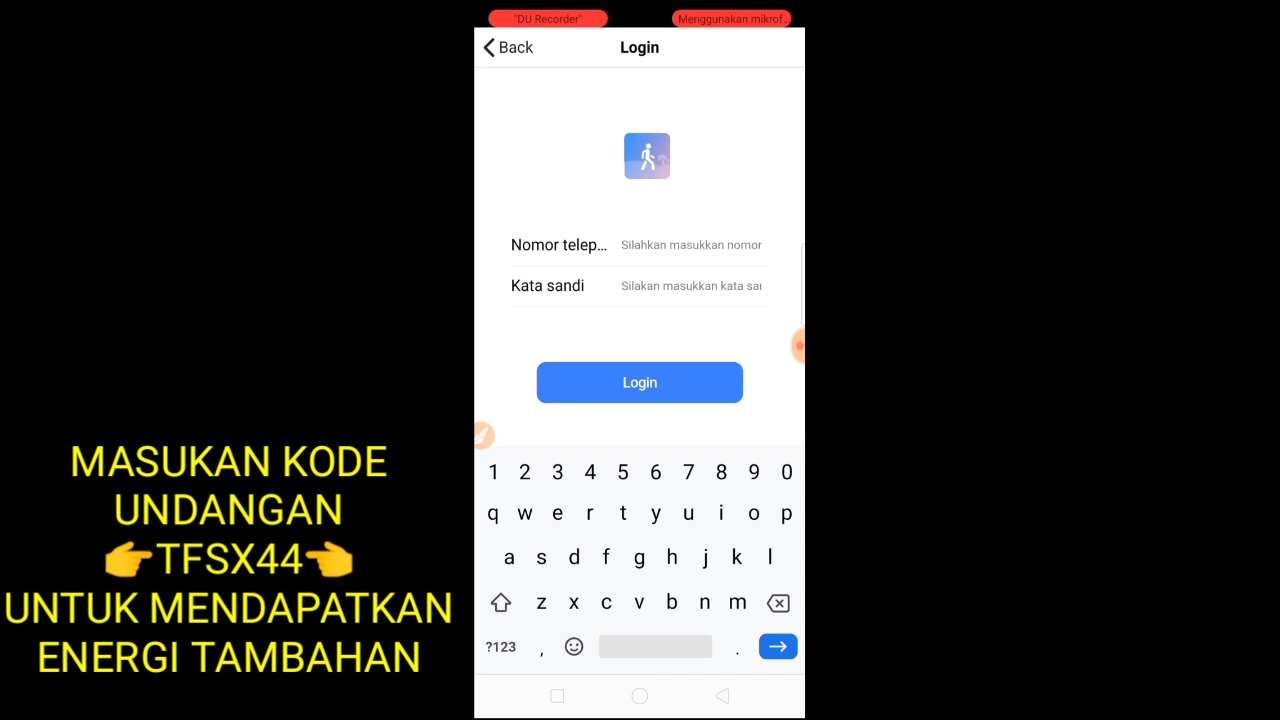 "DU Recorder"
Menggunakan mikrof...
Back
Login
Nomor telep...
Silahkan masukkan nomor
Kata sandi
Silakan masukkan kata sai
Login
MASUKAN KODE
UNDANGAN
👉TFSX44👈
UNTUK MENDAPATKAN
ENERGI TAMBAHAN
1 2 3 4 5 6 7 8 9 0
q w e r t y u i o p
a s d f g h j k l
z x c v b n m
?123 , .